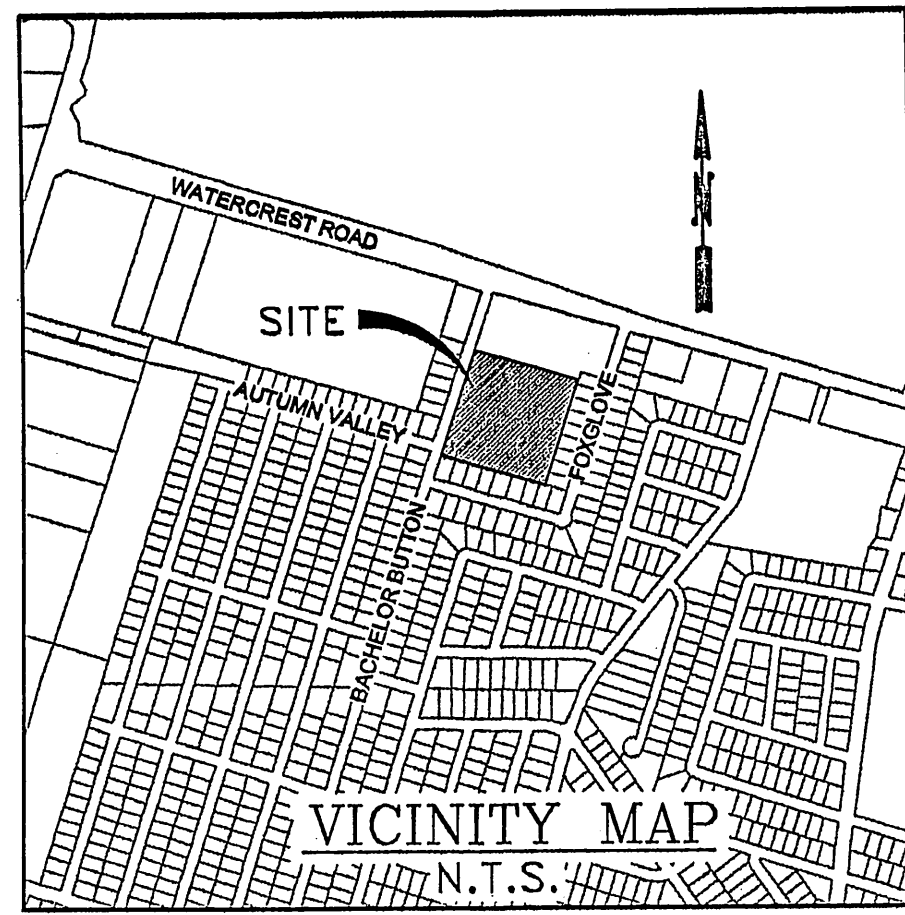 WATERCREST ROAD
N
SITE
AUTUMN VALLEY
FOXGLOVE
BACHELOR BUTTON
VICINITY MAP
N.T.S.